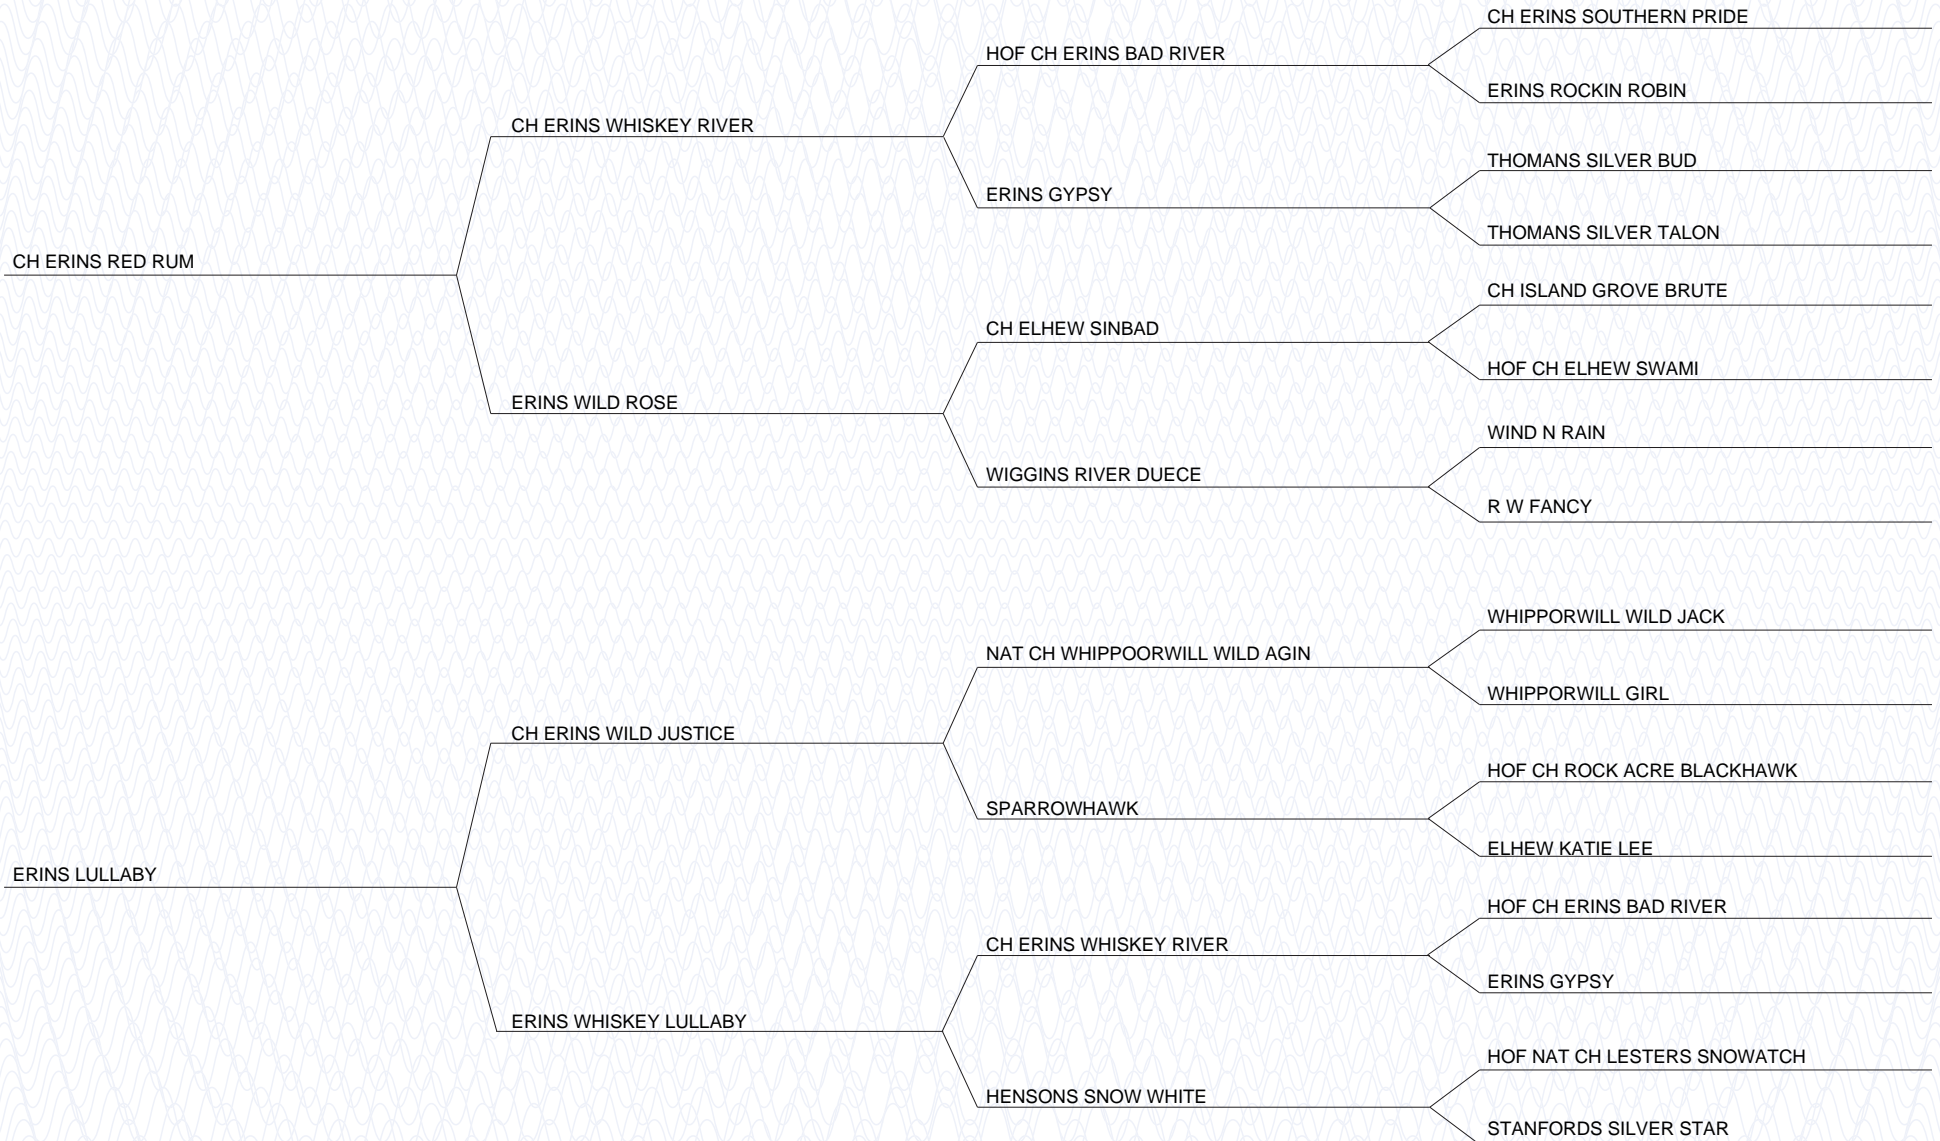 CH ERINS SOUTHERN PRIDE
HOF CH ERINS BAD RIVER
ERINS ROCKIN ROBIN
CH ERINS WHISKEY RIVER
THOMANS SILVER BUD
ERINS GYPSY
THOMANS SILVER TALON
CH ERINS RED RUM
CH ISLAND GROVE BRUTE
CH ELHEW SINBAD
HOF CH ELHEW SWAMI
ERINS WILD ROSE
WIND N RAIN
WIGGINS RIVER DUECE
R W FANCY
WHIPPORWILL WILD JACK
NAT CH WHIPPOORWILL WILD AGIN
WHIPPORWILL GIRL
CH ERINS WILD JUSTICE
HOF CH ROCK ACRE BLACKHAWK
SPARROWHAWK
ELHEW KATIE LEE
ERINS LULLABY
HOF CH ERINS BAD RIVER
CH ERINS WHISKEY RIVER
ERINS GYPSY
ERINS WHISKEY LULLABY
HOF NAT CH LESTERS SNOWATCH
HENSONS SNOW WHITE
STANFORDS SILVER STAR